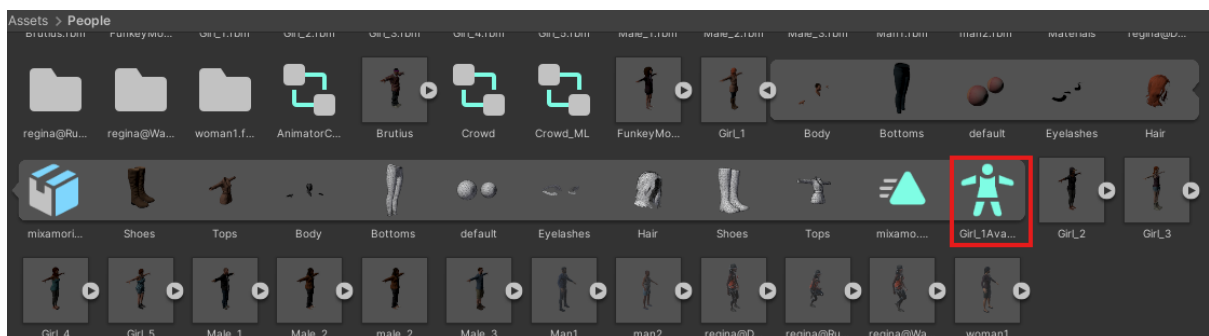 Assets > People
Brutius.fbm FunkeyMo... Girl_1.fbm Girl_2.fbm Girl_3.fbm Girl_4.fbm Girl_5.fbm Male_1.fbm Male_2.fbm Male_3.fbm Man1.fbm man2.fbm Materials regina@D...
regina@Ru... regina@Wa... woman1.f... AnimatorC... Brutius Crowd Crowd_ML FunkeyMo... Girl_1 Body Bottoms default Eyelashes Hair
mixamori... Shoes Tops Body Bottoms default Eyelashes Hair Shoes Tops mixamo.... Girl_1Ava... Girl_2 Girl_3
Girl_4 Girl_5 Male_1 Male_2 male_2 Male_3 Man1 man2 regina@D... regina@Ru... regina@Wa... woman1